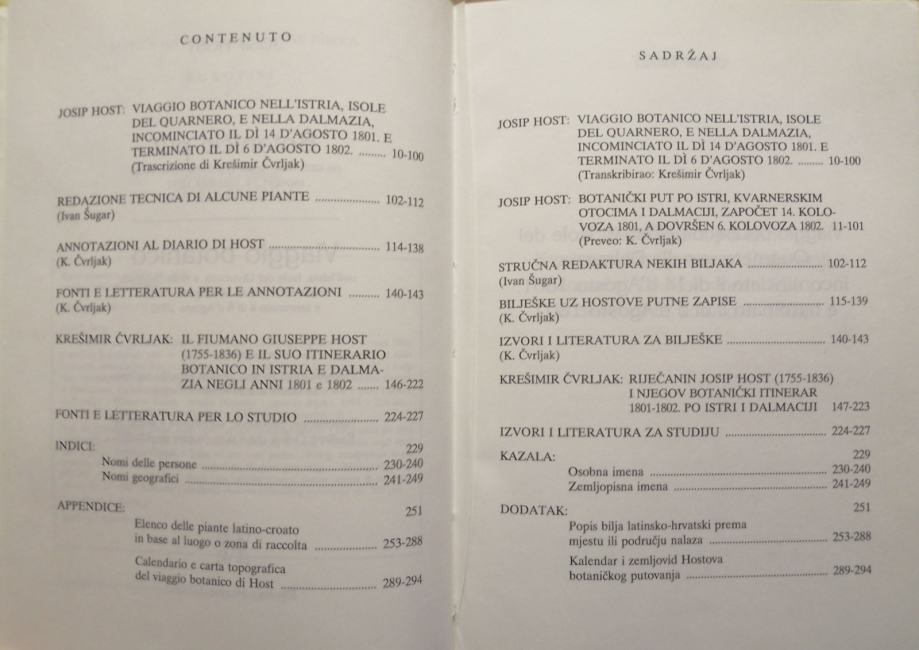 CONTENUTO
JOSIP HOST: VIAGGIO BOTANICO NELL'ISTRIA, ISOLE
DEL QUARNERO, E NELLA DALMAZIA,
INCOMINCIATO IL DÌ 14 D'AGOSTO 1801. E
TERMINATO IL DÌ 6 D'AGOSTO 1802. ......... 10-100
(Trascrizione di Krešimir Čvrljak)
REDAZIONE TECNICA DI ALCUNE PIANTE ..................... 102-112
(Ivan Šugar)
ANNOTAZIONI AL DIARIO DI HOST .................................... 114-138
(K. Čvrljak)
FONTI E LETTERATURA PER LE ANNOTAZIONI .......... 140-143
(K. Čvrljak)
KREŠIMIR ČVRLJAK: IL FIUMANO GIUSEPPE HOST
(1755-1836) E IL SUO ITINERARIO
BOTANICO IN ISTRIA E DALMA-
ZIA NEGLI ANNI 1801 e 1802 ....... 146-222
FONTI E LETTERATURA PER LO STUDIO ......................... 224-227
INDICI: 229
Nomi delle persone ........................................................... 230-240
Nomi geografici ................................................................. 241-249
APPENDICE: 251
Elenco delle piante latino-croato
in base al luogo o zona di raccolta ..................... 253-288
Calendario e carta topografica
del viaggio botanico di Host ................................ 289-294
SADRŽAJ
JOSIP HOST: VIAGGIO BOTANICO NELL'ISTRIA, ISOLE
DEL QUARNERO, E NELLA DALMAZIA,
INCOMINCIATO IL DÌ 14 D'AGOSTO 1801. E
TERMINATO IL DÌ 6 D'AGOSTO 1802. ......... 10-100
(Transkribirao: Krešimir Čvrljak)
JOSIP HOST: BOTANIČKI PUT PO ISTRI, KVARNERSKIM
OTOCIMA I DALMACIJI, ZAPOČET 14. KOLO-
VOZA 1801, A DOVRŠEN 6. KOLOVOZA 1802. 11-101
(Preveo: K. Čvrljak)
STRUČNA REDAKTURA NEKIH BILJAKA ......................... 102-112
(Ivan Šugar)
BILJEŠKE UZ HOSTOVE PUTNE ZAPISE ........................... 115-139
(K. Čvrljak)
IZVORI I LITERATURA ZA BILJEŠKE ................................. 140-143
(K. Čvrljak)
KREŠIMIR ČVRLJAK: RIJEČANIN JOSIP HOST (1755-1836)
I NJEGOV BOTANIČKI ITINERAR
1801-1802. PO ISTRI I DALMACIJI 147-223
IZVORI I LITERATURA ZA STUDIJU ................................. 224-227
KAZALA: 229
Osobna imena ........................................................... 230-240
Zemljopisna imena .................................................... 241-249
DODATAK: 251
Popis bilja latinsko-hrvatski prema
mjestu ili području nalaza ....................................... 253-288
Kalendar i zemljovid Hostova
botaničkog putovanja ............................................... 289-294